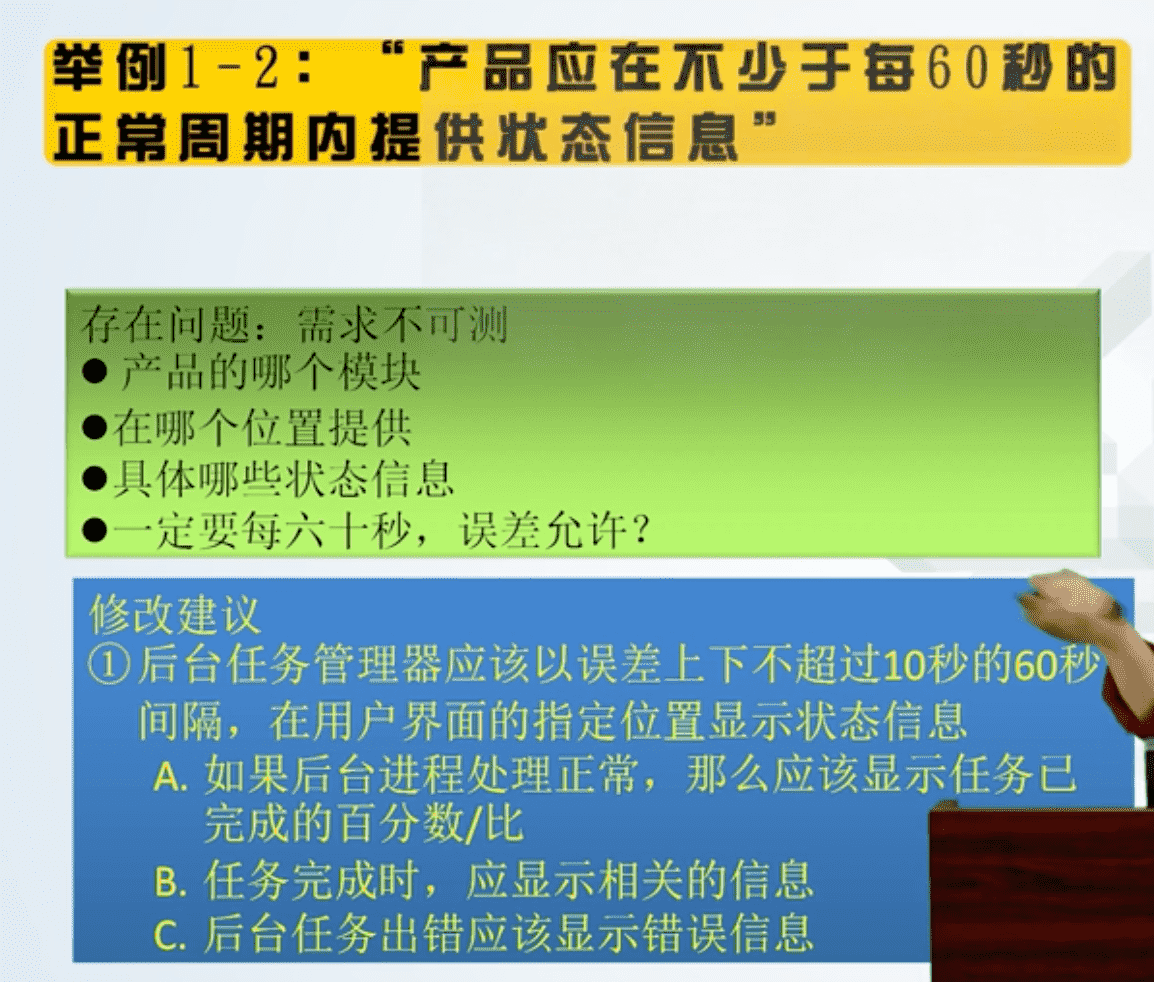 举例1-2：“产品应在不少于每60秒的
正常周期内提供状态信息”
存在问题：需求不可测
● 产品的哪个模块
●在哪个位置提供
●具体哪些状态信息
●一定要每六十秒，误差允许？
修改建议
①后台任务管理器应该以误差上下不超过10秒的60秒
间隔，在用户界面的指定位置显示状态信息
A. 如果后台进程处理正常，那么应该显示任务已
完成的百分数/比
B. 任务完成时，应显示相关的信息
C. 后台任务出错应该显示错误信息